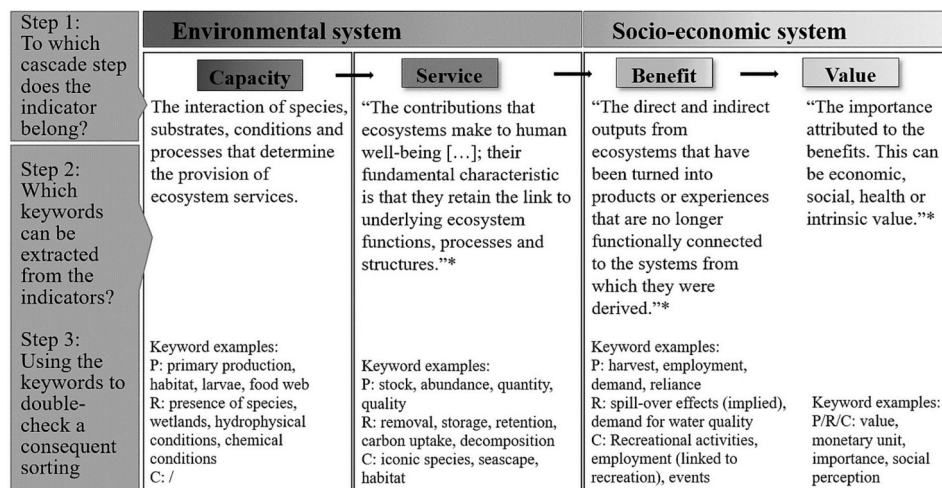 Step 1:
To which
cascade step
does the
indicator
belong?
Step 2:
Which
keywords
can be
extracted
from the
indicators?
Step 3:
Using the
keywords to
double-
check a
consequent
sorting
Environmental system
Socio-economic system
Capacity
The interaction of species,
substrates, conditions and
processes that determine
the provision of
ecosystem services.
Keyword examples:
P: primary production,
habitat, larvae, food web
R: presence of species,
wetlands, hydrophysical
conditions, chemical
conditions
C: /
Service
“The contributions that
ecosystems make to human
well-being […]; their
fundamental characteristic
is that they retain the link to
underlying ecosystem
functions, processes and
structures.”*
Keyword examples:
P: stock, abundance, quantity,
quality
R: removal, storage, retention,
carbon uptake, decomposition
C: iconic species, seascape,
habitat
Benefit
“The direct and indirect
outputs from
ecosystems that have
been turned into
products or experiences
that are no longer
functionally connected
to the systems from
which they were
derived.”*
Keyword examples:
P: harvest, employment,
demand, reliance
R: spill-over effects (implied),
demand for water quality
C: Recreational activities,
employment (linked to
recreation), events
Value
“The importance
attributed to the
benefits. This can
be economic,
social, health or
intrinsic value.”*
Keyword examples:
P/R/C: value,
monetary unit,
importance, social
perception